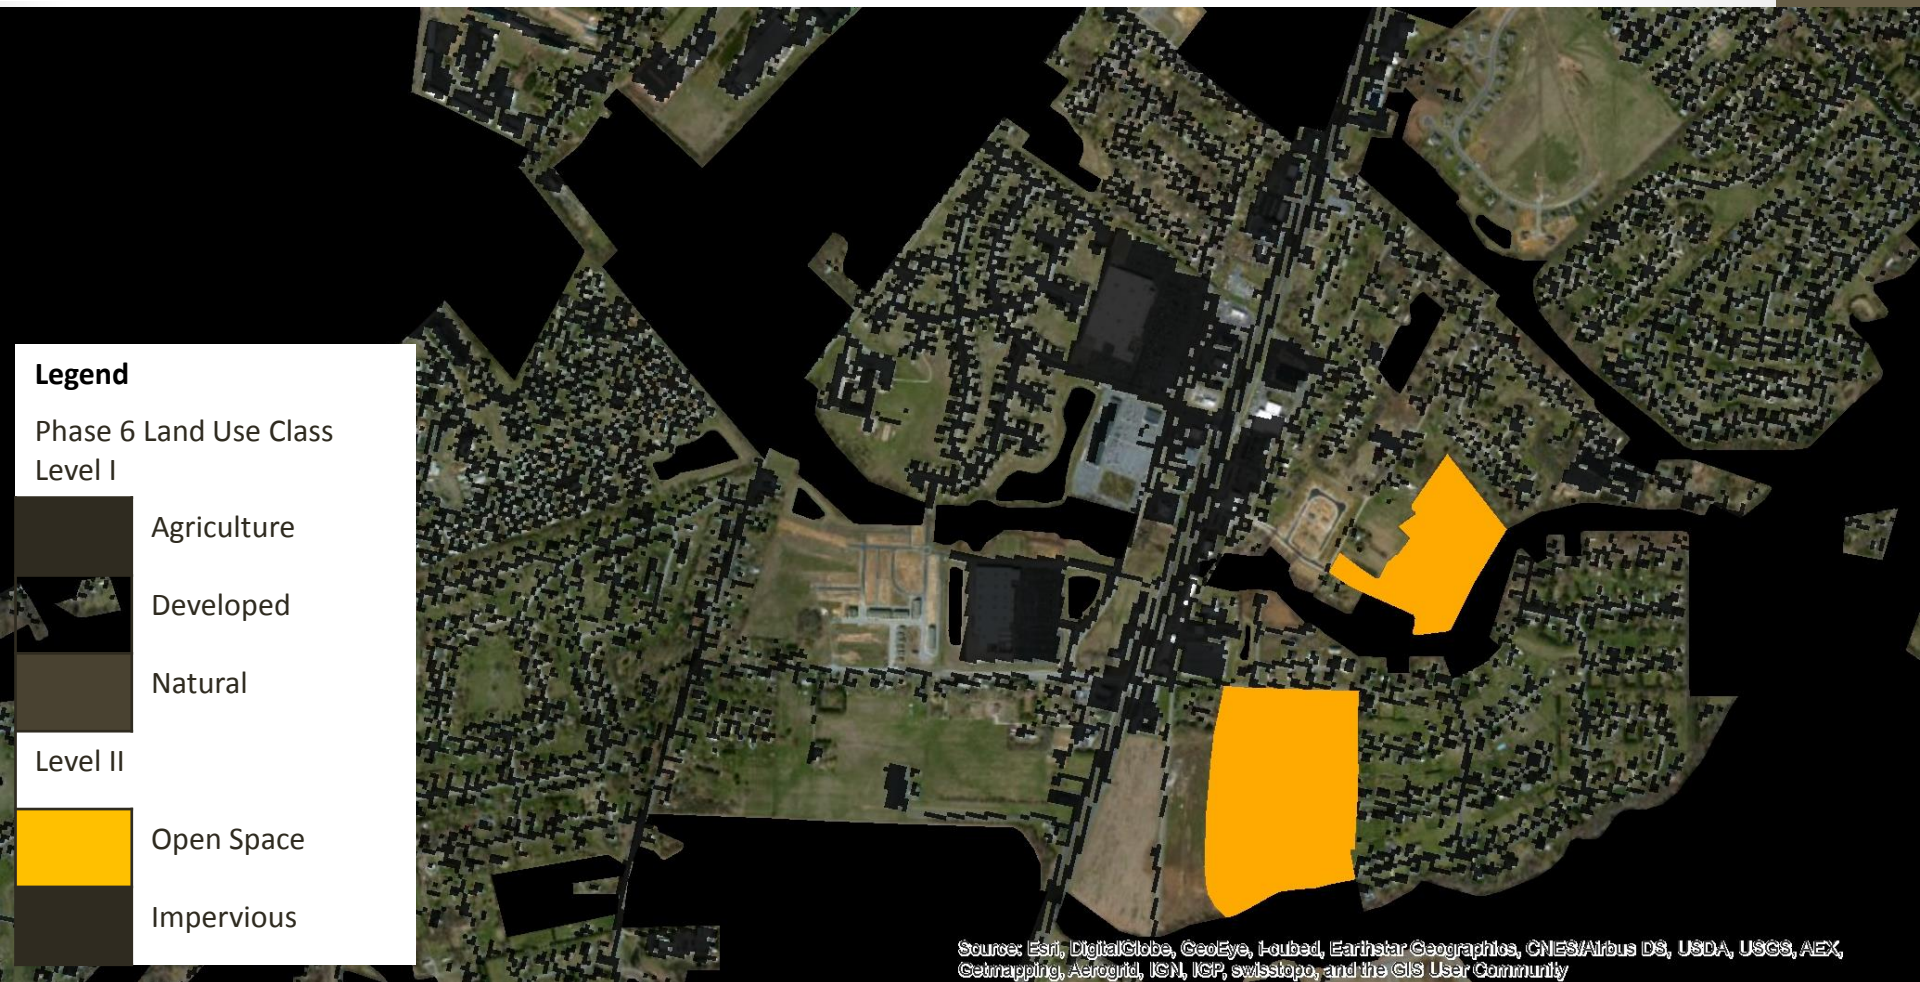 Legend
Phase 6 Land Use Class
Level I
Agriculture
Developed
Natural
Level II
Open Space
Impervious
Source: Esri, DigitalGlobe, GeoEye, i-cubed, Earthstar Geographics, CNES/Airbus DS, USDA, USGS, AEX,
Getmapping, Aerogrid, IGN, IGP, swisstopo, and the GIS User Community